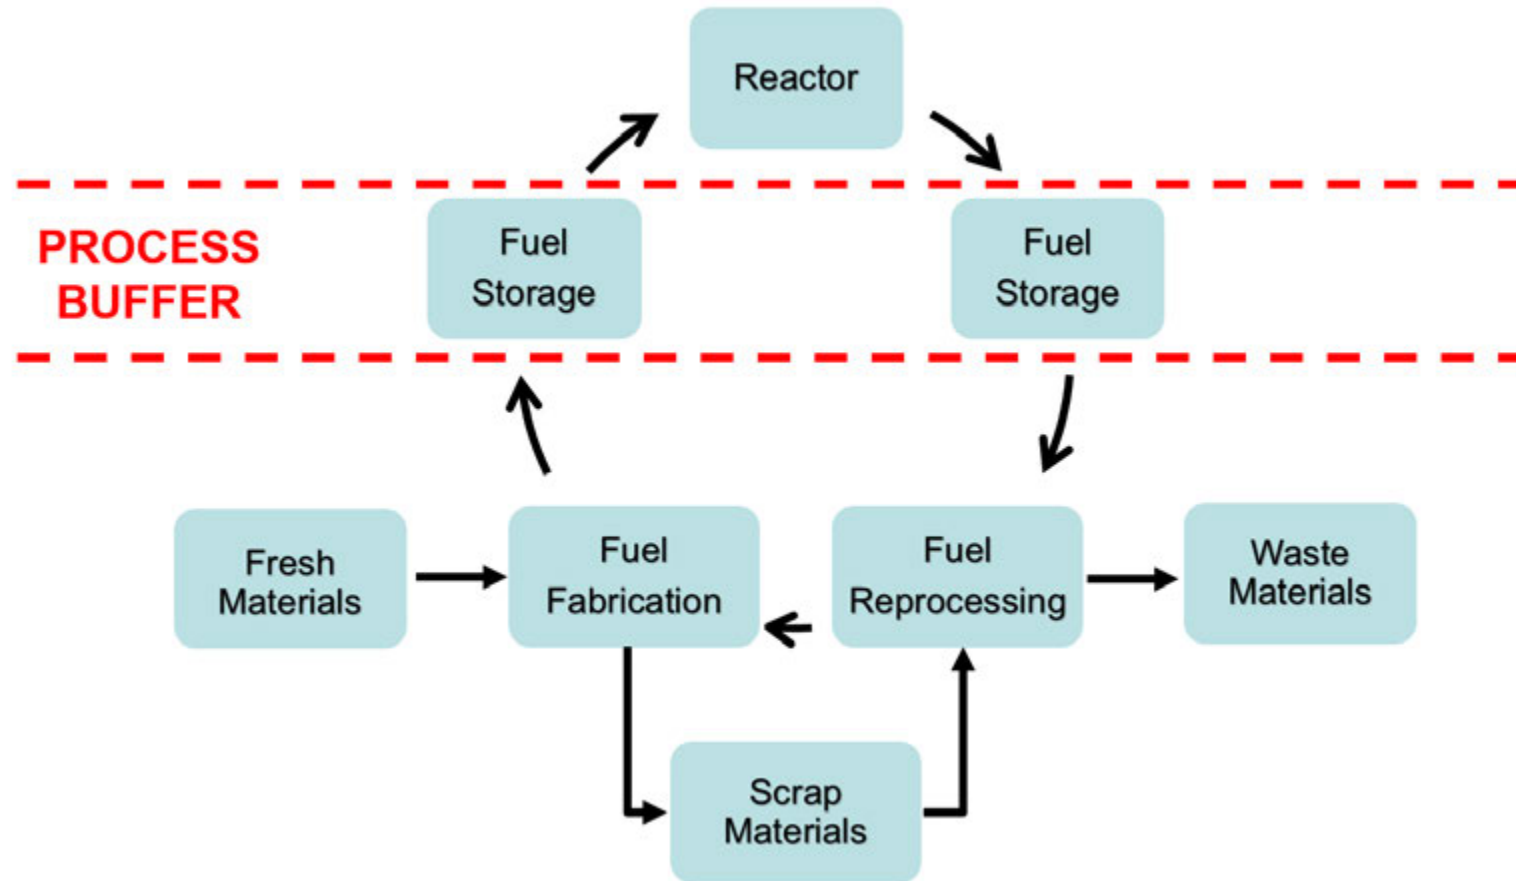 Reactor
PROCESS
BUFFER
Fuel
Storage
Fuel
Storage
Fresh
Materials
Fuel
Fabrication
Fuel
Reprocessing
Waste
Materials
Scrap
Materials